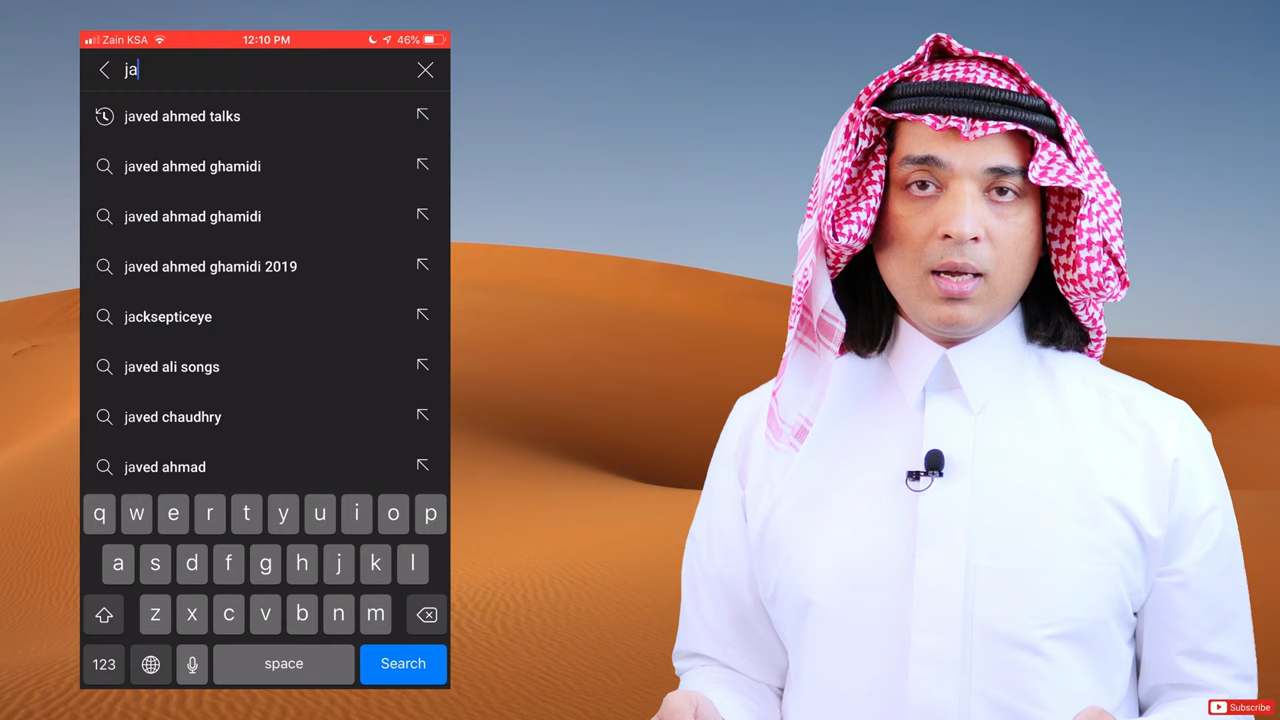 Zain KSA 12:10 PM 46%
ja
javed ahmed talks
javed ahmed ghamidi
javed ahmad ghamidi
javed ahmed ghamidi 2019
jacksepticeye
javed ali songs
javed chaudhry
javed ahmad
q w e r t y u i o p
a s d f g h j k l
z x c v b n m
123 space Search
Subscribe